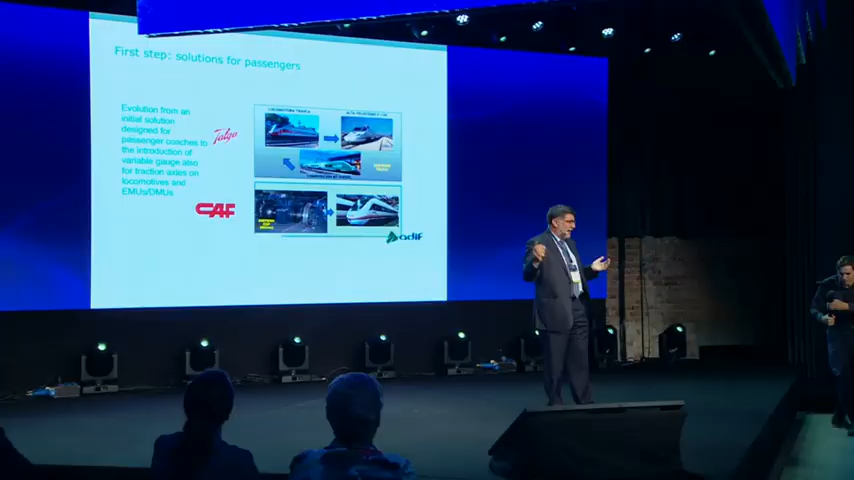 First step: solutions for passengers
Evolution from an
initial solution
designed for
passenger coaches to
the introduction of
variable gauge also
for traction axles on
locomotives and
EMUs/DMUs
Talgo
CAF
adif